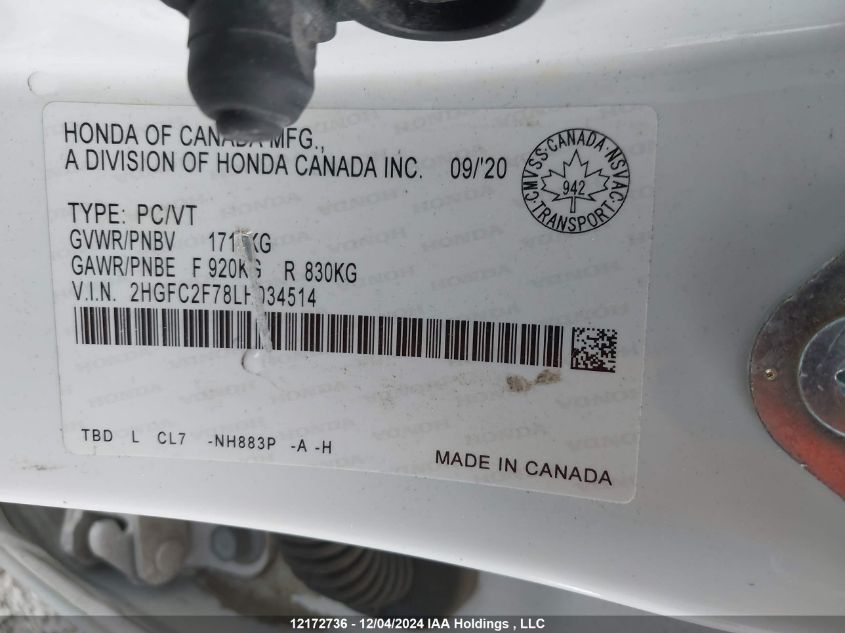 HONDA OF CANADA MFG.,
A DIVISION OF HONDA CANADA INC. 09/'20
CMVSS·CANADA·NSVAC
942
TRANSPORT
TYPE: PC/VT
GVWR/PNBV
GAWR/PNBE F 920KG R 830KG
V.I.N.
TBD L CL7 -NH883P -A -H
MADE IN CANADA
12172736 - 12/04/2024 IAA Holdings , LLC